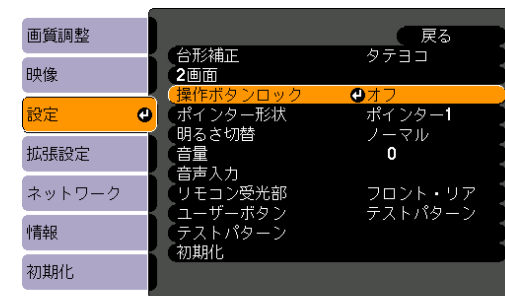 画質調整
映像
設定
拡張設定
ネットワーク
情報
初期化
戻る
台形補正 タテヨコ
2画面
操作ボタンロック オフ
ポインター形状 ポインター1
明るさ切替 ノーマル
音量 0
音声入力
リモコン受光部 フロント・リア
ユーザーボタン テストパターン
テストパターン
初期化